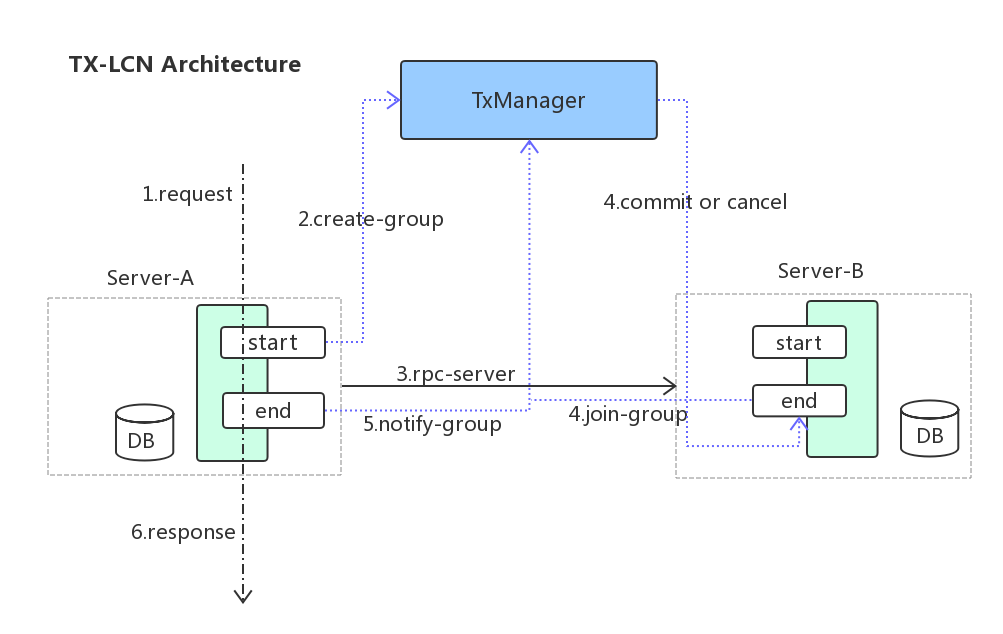 TX-LCN Architecture
TxManager
1.request
2.create-group
4.commit or cancel
Server-A
Server-B
start
start
3.rpc-server
end
end
5.notify-group
4.join-group
DB
DB
6.response